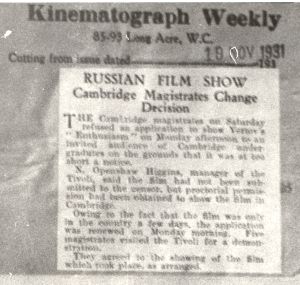 Kinematograph Weekly
85-95 Long Acre, W.C.
Cutting from issue dated
18 NOV 1931
193
RUSSIAN FILM SHOW
Cambridge Magistrates Change
Decision
THE Cambridge magistrates on Saturday
refused an application to show Vertov's
"Enthusiasm" on Monday afternoon to an
invited audience of Cambridge under-
graduates on the grounds that it was at too
short a notice.
N. Openshaw Higgins, manager of the
Tivoli, said the film had not been sub-
mitted to the censor, but proctorial permis-
sion had been obtained to show the film in
Cambridge.
Owing to the fact that the film was only
in the country a few days, the application
was renewed on Monday morning. Five
magistrates visited the Tivoli for a demon-
stration.
They agreed to the showing of the film
which took place, as arranged.